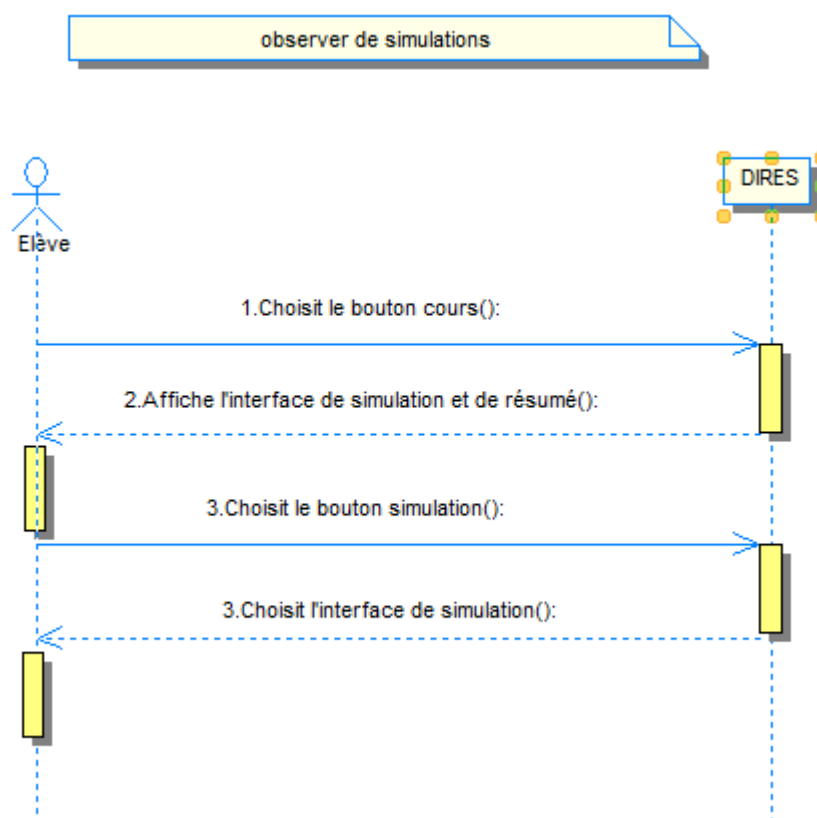 observer de simulations
DIRES
Elève
1.Choisit le bouton cours():
2.Affiche l'interface de simulation et de résumé():
3.Choisit le bouton simulation():
3.Choisit l'interface de simulation():